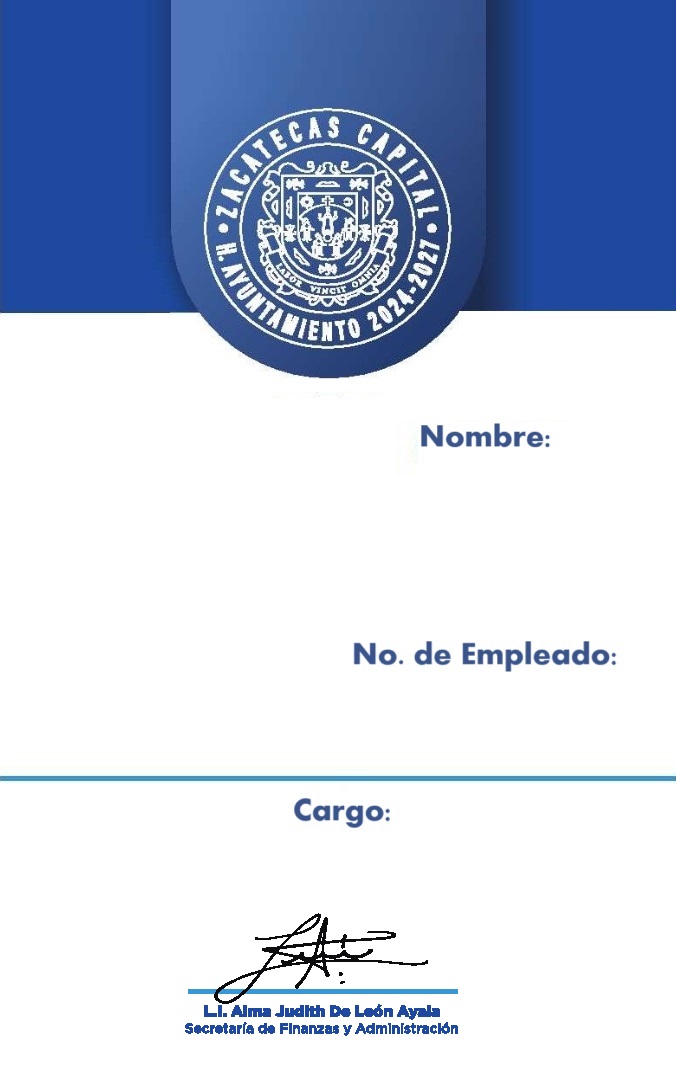 ZACATECAS CAPITAL
LABOR VINCIT OMNIA
H. AYUNTAMIENTO 2024-2027
Nombre:
No. de Empleado:
Cargo:
L.I. Alma Judith De León Ayala
Secretaría de Finanzas y Administración